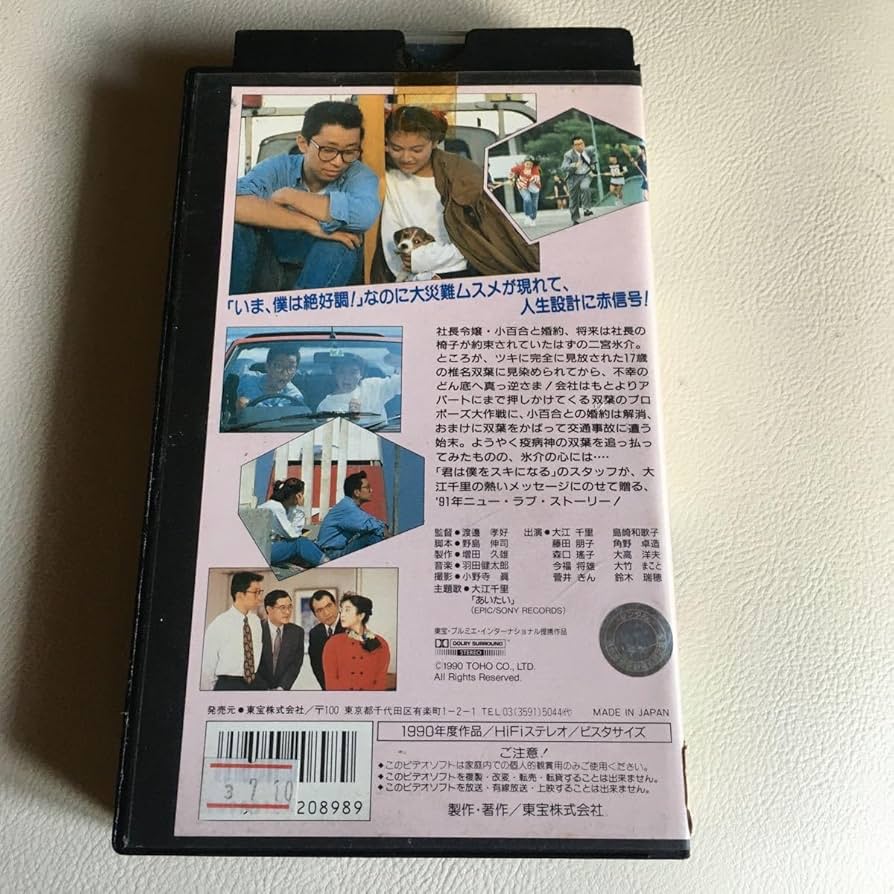 「いま、僕は絶好調!」なのに大災難ムスメが現れて、
人生設計に赤信号!
社長令嬢・小百合と婚約、将来は社長の
椅子が約束されていたはずの二宮氷介。
ところが、ツキに完全に見放された17歳
の椎名双葉に見染められてから、不幸の
どん底へ真っ逆さま!会社はもとよりア
パートにまで押しかけてくる双葉のプロ
ポーズ大作戦に、小百合との婚約は解消、
おまけに双葉をかばって交通事故に遭う
始末。ようやく疫病神の双葉を追っ払っ
てみたものの、氷介の心には‥‥
「君は僕をスキになる」のスタッフが、大
江千里の熱いメッセージにのせて贈る、
'91年ニュー・ラブ・ストーリー!
監督●渡邊 孝好 出演●大江 千里 島崎和歌子
脚本●野島 伸司 藤田 朋子 角野 卓造
製作●増田 久雄 森口 瑤子 大高 洋夫
音楽●羽田健太郎 今福 将雄 大竹 まこと
撮影●小野寺 眞 菅井 きん 鈴木 瑞穂
主題歌●大江千里
「あいたい」
(EPIC/SONY RECORDS)
東宝・プルミエ・インターナショナル提携作品
DOLBY SURROUND
STEREO
©1990 TOHO CO., LTD.
All Rights Reserved.
発売元●東宝株式会社/〒100 東京都千代田区有楽町1-2-1 TEL03(3591)5044㈹ MADE IN JAPAN
1990年度作品/HiFiステレオ/ビスタサイズ
ご注意!
◆このビデオソフトは家庭内での個人的観賞用のみご使用ください。
◆このビデオソフトを複製・改変・転売・転貸することは出来ません。
◆このビデオソフトを放送・有線放送・上映することは出来ません。
製作・著作/東宝株式会社
3 7 10
208989